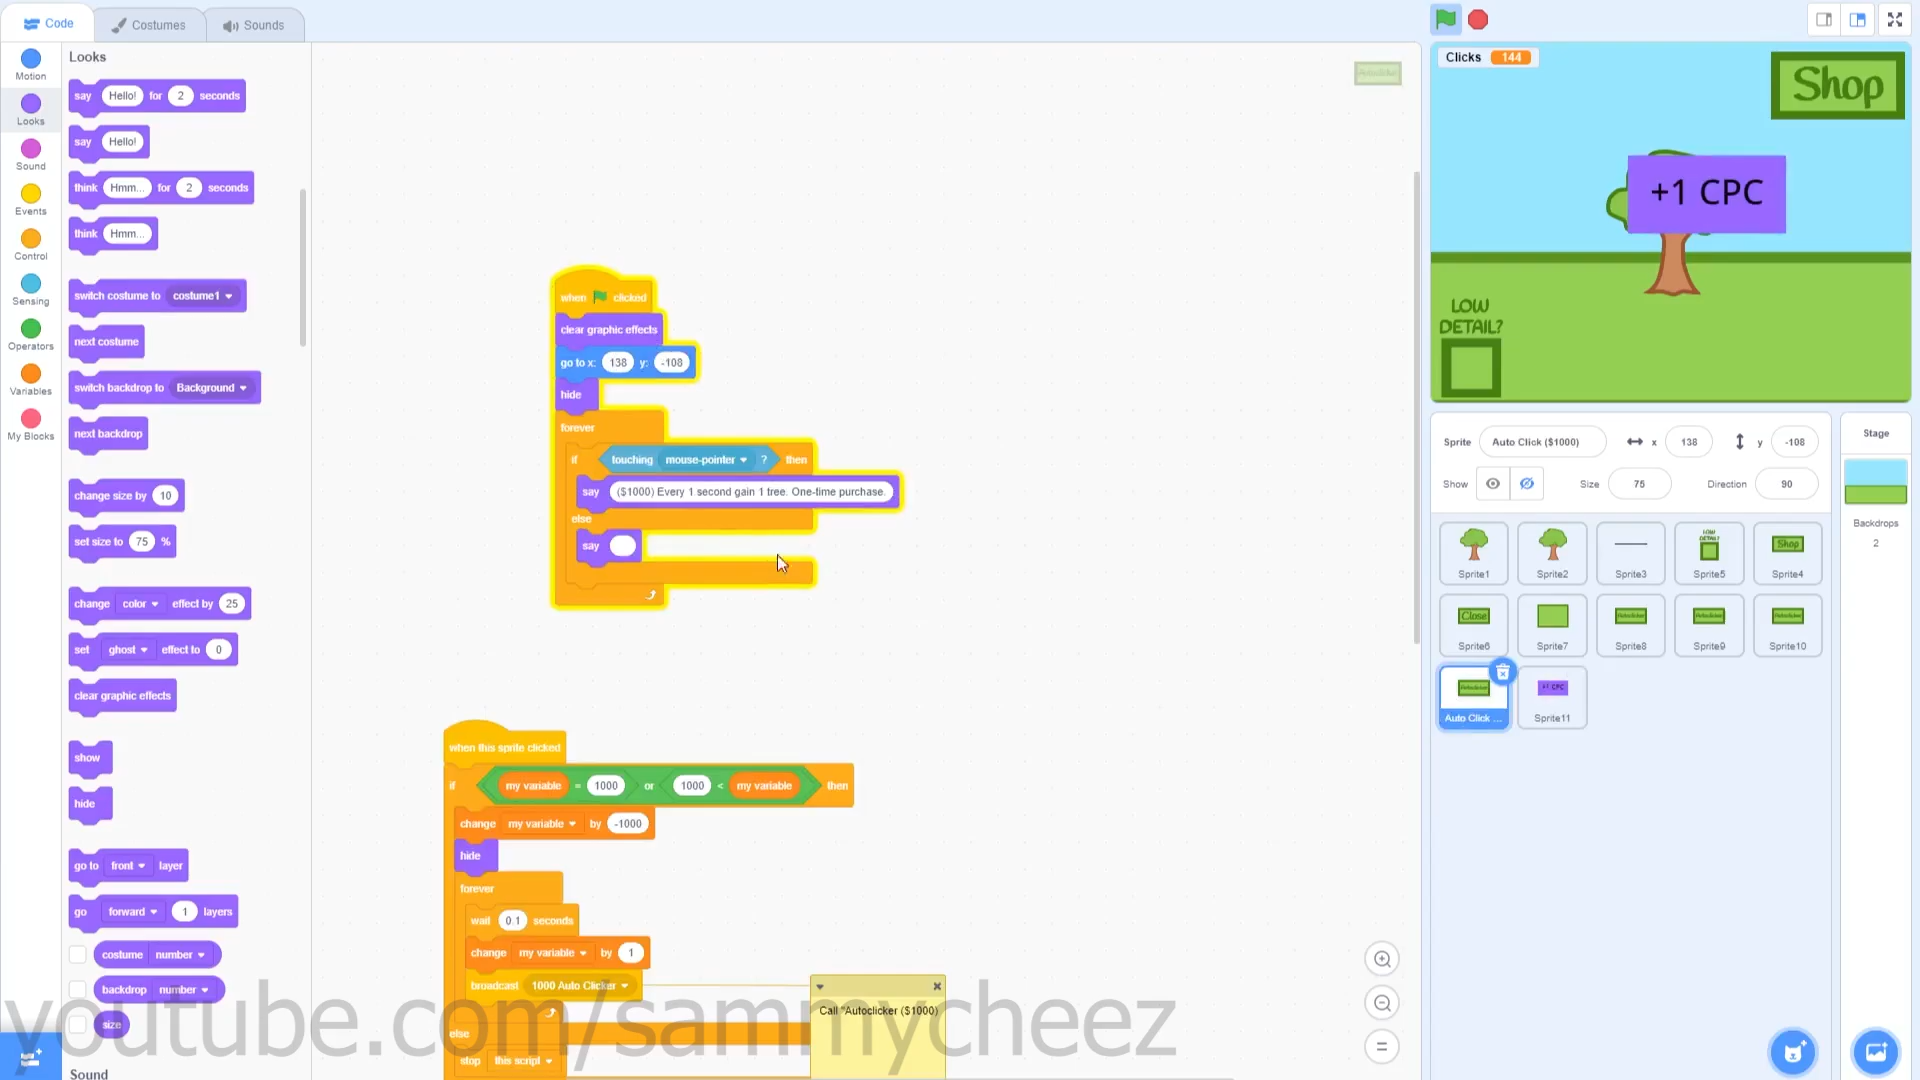 Code
Costumes
Sounds
Motion
Looks
Sound
Events
Control
Sensing
Operators
Variables
My Blocks
Looks
say Hello! for 2 seconds
say Hello!
think Hmm... for 2 seconds
think Hmm...
switch costume to costume1
next costume
switch backdrop to Background
next backdrop
change size by 10
set size to 75 %
change color effect by 25
set ghost effect to 0
clear graphic effects
show
hide
go to front layer
go forward 1 layers
costume number
backdrop number
size
Sound
when clicked
clear graphic effects
go to x: 138 y: -108
hide
forever
if touching mouse-pointer ? then
say ($1000) Every 1 second gain 1 tree. One-time purchase.
else
say
when this sprite clicked
if my variable = 1000 or 1000 < my variable then
change my variable by -1000
hide
forever
wait 0.1 seconds
change my variable by 1
broadcast 1000 Auto Clicker
else
stop this script
Call "Autoclicker ($1000)
youtube.com/sammycheez
Clicks 144
Shop
+1 CPC
LOW
DETAIL?
Sprite Auto Click ($1000) x 138 y -108
Show Size 75 Direction 90
LOW
DETAIL?
Shop
Sprite1 Sprite2 Sprite3 Sprite5 Sprite4
Close
Sprite6 Sprite7 Sprite8 Sprite9 Sprite10
+1 CPC
Auto Click ... Sprite11
Stage
Backdrops
2